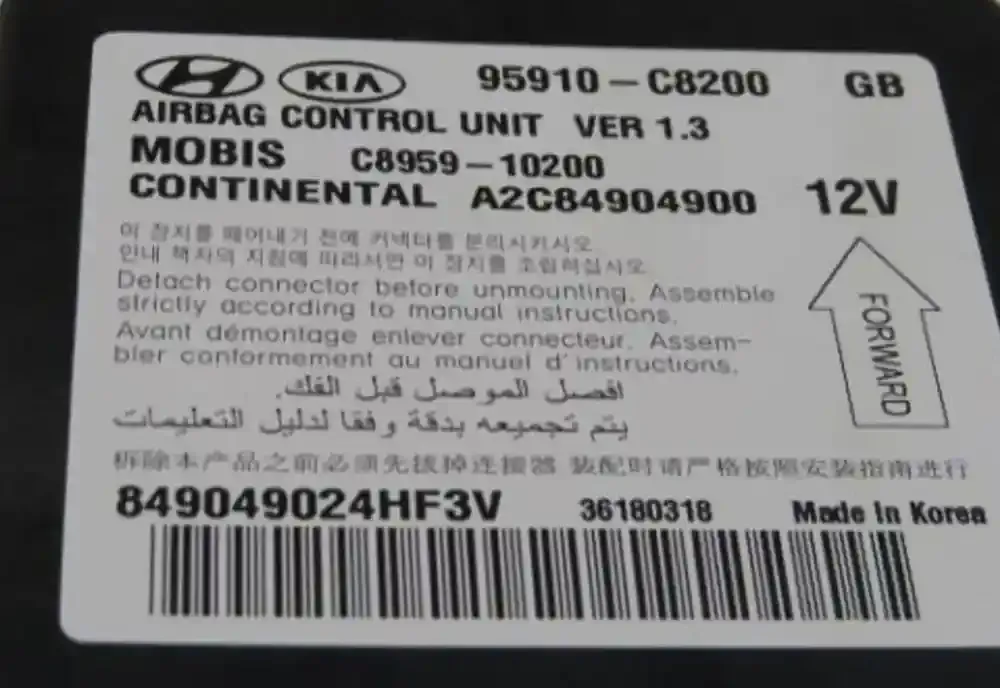 KIA 95910-C8200 GB
AIRBAG CONTROL UNIT VER 1.3
MOBIS C8959-10200
CONTINENTAL A2C84904900 12V
이 장치를 떼어내기 전에 커넥터를 분리시키시오
안내 책자의 지침에 따라서만 이 장치를 조립하십시오
Detach connector before unmounting. Assemble
strictly according to manual instructions.
Avant démontage enlever connecteur. Assem-
bler conformement au manuel d'instructions.
افصل الموصل قبل الفك.
يتم تجميعه بدقة وفقا لدليل التعليمات
FORWARD
拆除本产品之前必须先拔掉连接器 装配时请严格按照安装指南进行
849049024HF3V 36180318 Made in Korea